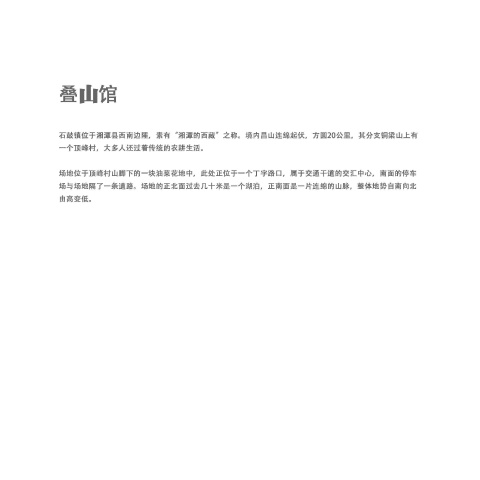 叠山馆
石鼓镇位于湘潭县西南边陲，素有“湘潭的西藏”之称。境内昌山连绵起伏，方圆20公里，其分支铜梁山上有
一个顶峰村，大多人还过着传统的农耕生活。
场地位于顶峰村山脚下的一块油菜花地中，此处正位于一个丁字路口，属于交通干道的交汇中心，南面的停车
场与场地隔了一条道路。场地的正北面过去几十米是一个湖泊，正南面是一片连绵的山脉，整体地势自南向北
由高变低。